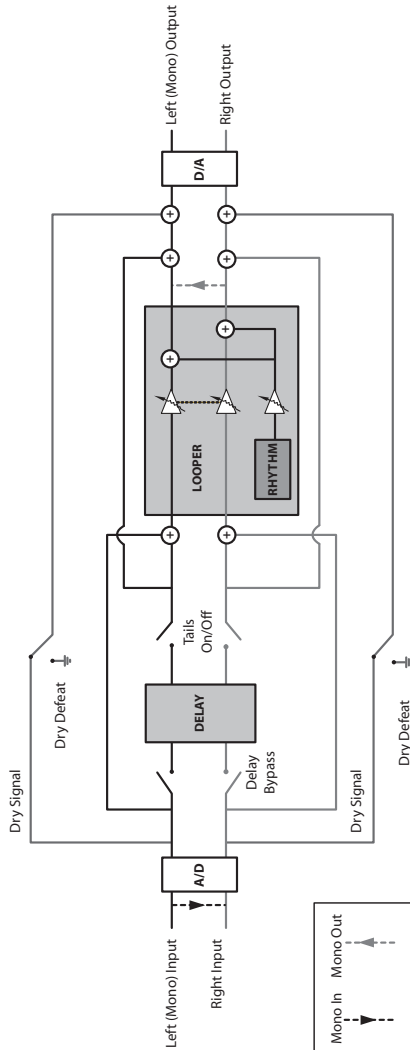 Left (Mono) Input
Right Input
A/D
Dry Signal
Dry Defeat
Delay
Bypass
DELAY
Tails
On/Off
Dry Signal
Dry Defeat
LOOPER
RHYTHM
D/A
Left (Mono) Output
Right Output
Mono In
Mono Out